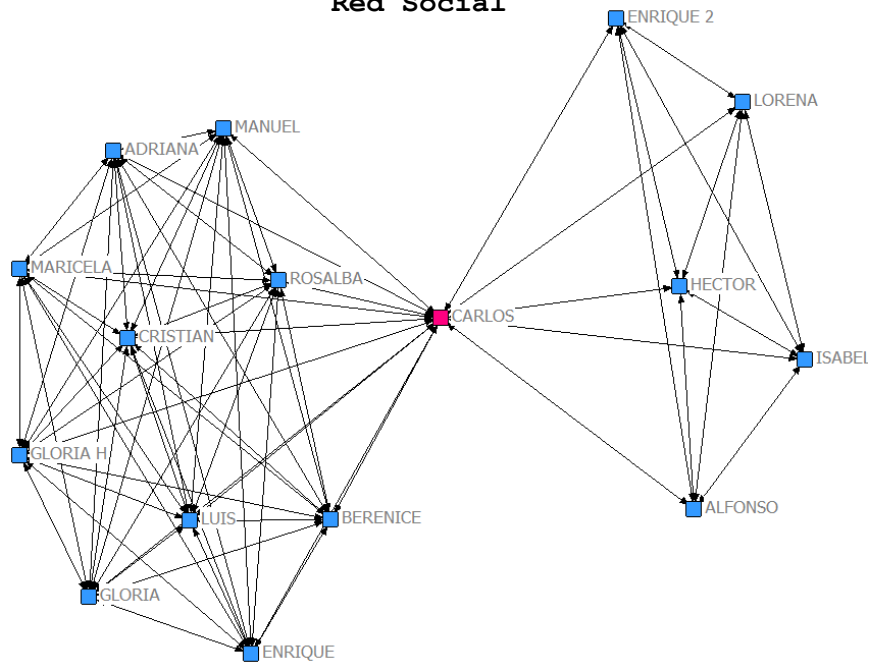 Red Social
ENRIQUE 2
LORENA
MANUEL
ADRIANA
MARICELA
ROSALBA
HECTOR
CARLOS
CRISTIAN
ISABEL
GLORIA H
ALFONSO
LUIS
BERENICE
GLORIA
ENRIQUE